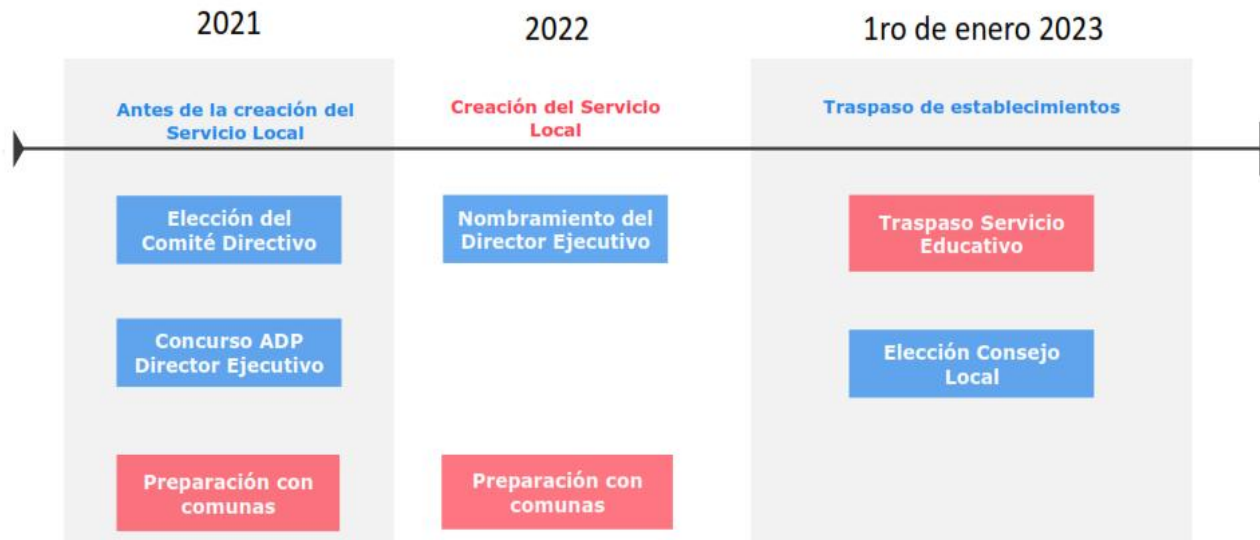 2021
2022
1ro de enero 2023
Antes de la creación del
Servicio Local
Creación del Servicio
Local
Traspaso de establecimientos
Elección del
Comité Directivo
Nombramiento del
Director Ejecutivo
Traspaso Servicio
Educativo
Concurso ADP
Director Ejecutivo
Elección Consejo
Local
Preparación con
comunas
Preparación con
comunas